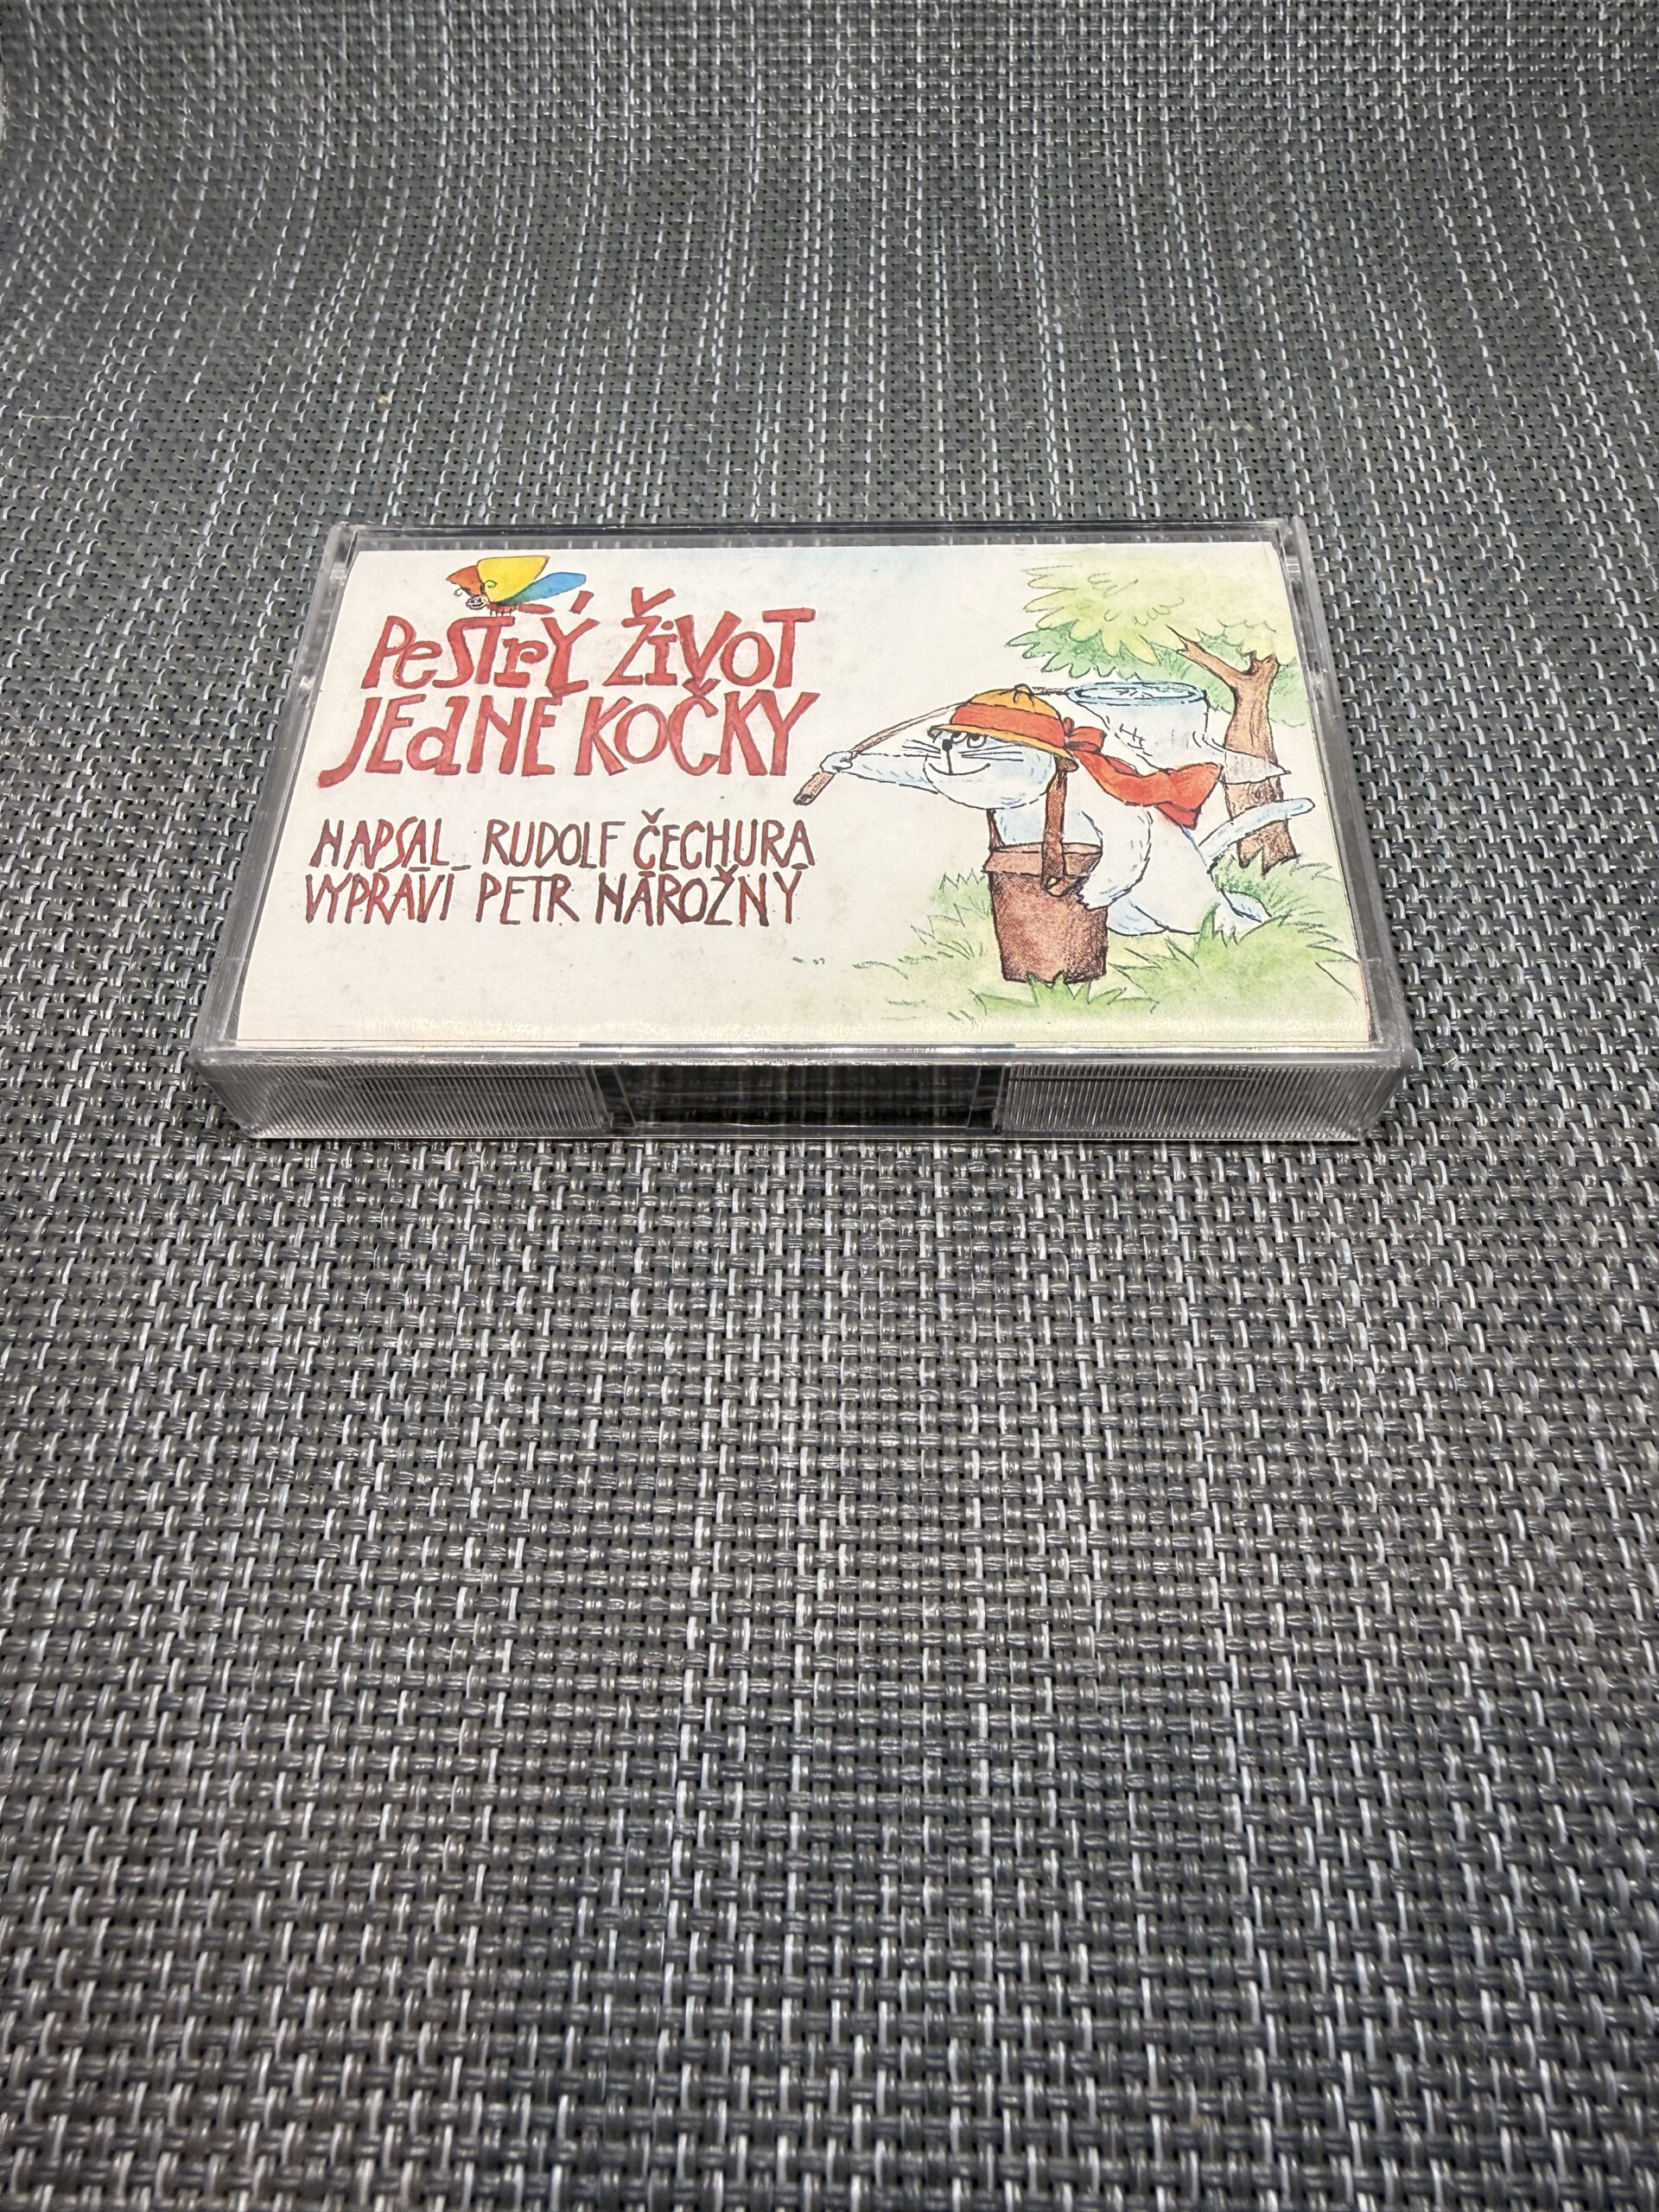 PeSTrÝ ŽiVOT
JEdNÉ KOČKY
NAPSAL RUDOLF ČECHURA
VYPRÁVÍ PETR NÁROŽNÝ